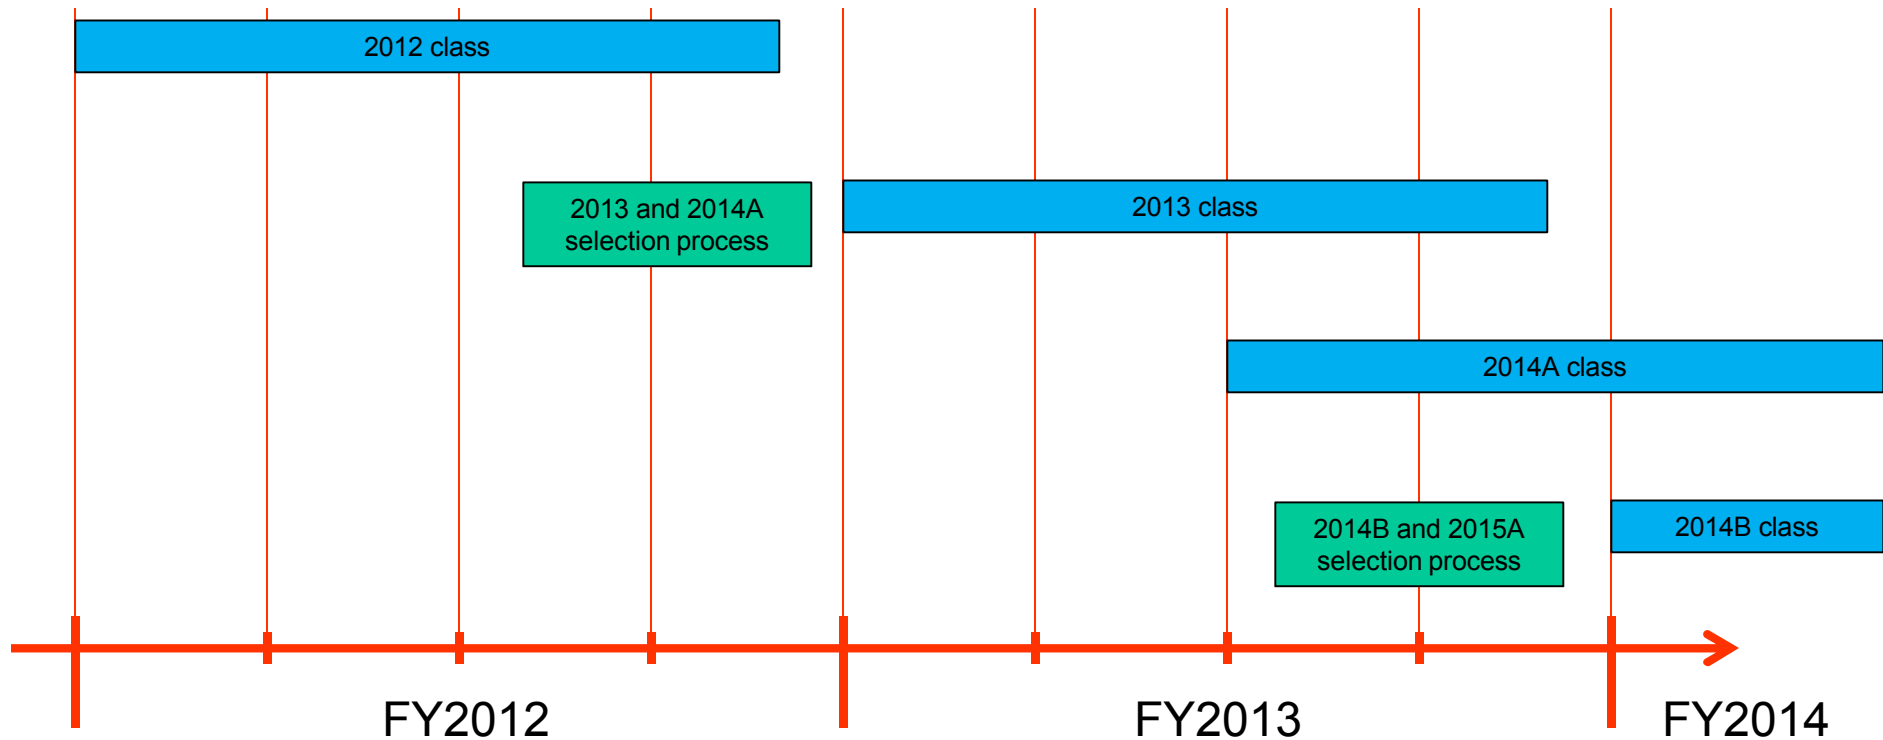 2012 class
2013 and 2014A
selection process
2013 class
2014A class
2014B and 2015A
selection process
2014B class
FY2012
FY2013
FY2014